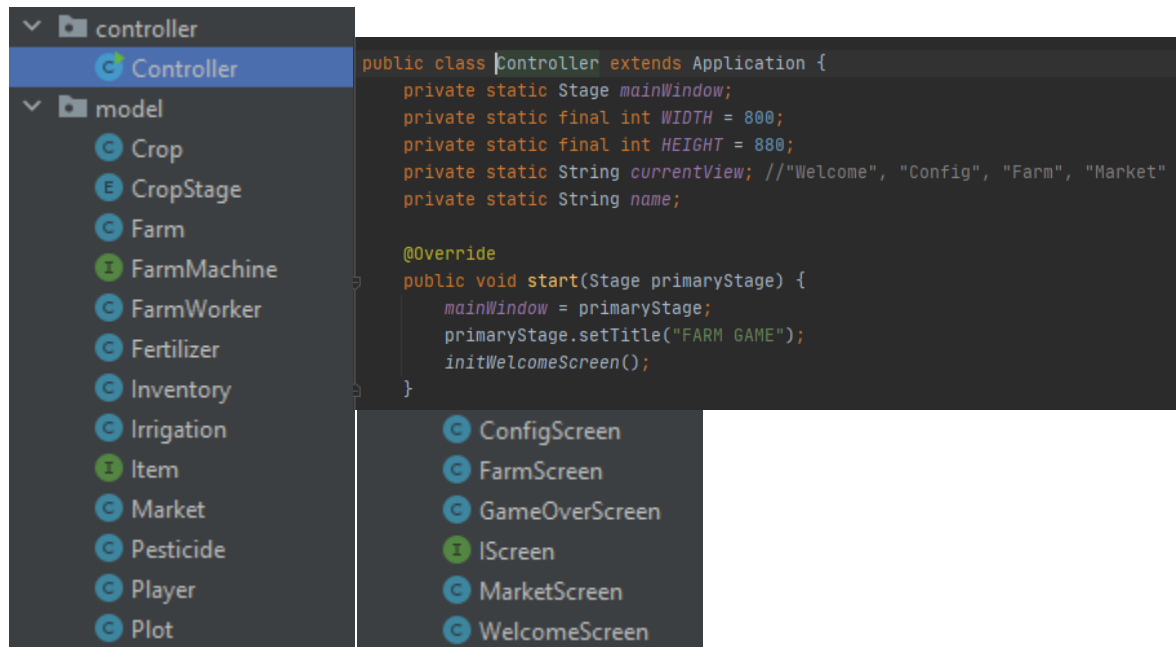 controller
Controller
model
Crop
CropStage
Farm
FarmMachine
FarmWorker
Fertilizer
Inventory
Irrigation
Item
Market
Pesticide
Player
Plot
public class Controller extends Application {
    private static Stage mainWindow;
    private static final int WIDTH = 800;
    private static final int HEIGHT = 880;
    private static String currentView; //"Welcome", "Config", "Farm", "Market"
    private static String name;
    @Override
    public void start(Stage primaryStage) {
        mainWindow = primaryStage;
        primaryStage.setTitle("FARM GAME");
        initWelcomeScreen();
    }
ConfigScreen
FarmScreen
GameOverScreen
IScreen
MarketScreen
WelcomeScreen